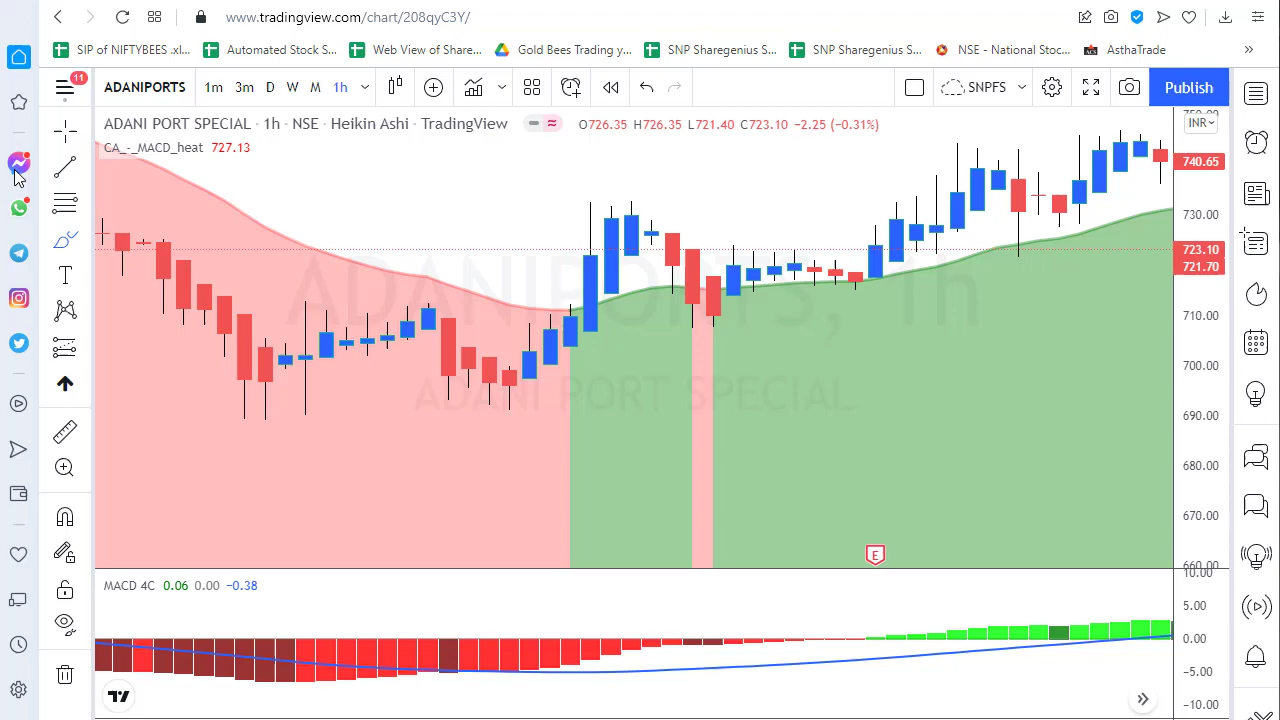 www.tradingview.com/chart/208qyC3Y/
SIP of NIFTYBEES .xl...
Automated Stock S...
Web View of Share...
Gold Bees Trading y...
SNP Sharegenius S...
SNP Sharegenius S...
NSE - National Stoc...
ACS
AsthaTrade
»
11
ADANIPORTS
1m 3m D W M 1h
SNPFS
Publish
ADANI PORT SPECIAL · 1h · NSE · Heikin Ashi · TradingView
O726.35 H726.35 L721.40 C723.10 −2.25 (−0.31%)
INR
CA_-_MACD_heat 727.13
750.00
740.65
730.00
723.10
721.70
710.00
700.00
690.00
680.00
670.00
660.00
ADANIPORTS, 1h
ADANI PORT SPECIAL
E
MACD 4C 0.06 0.00 −0.38
10.00
5.00
0.00
−5.00
−10.00